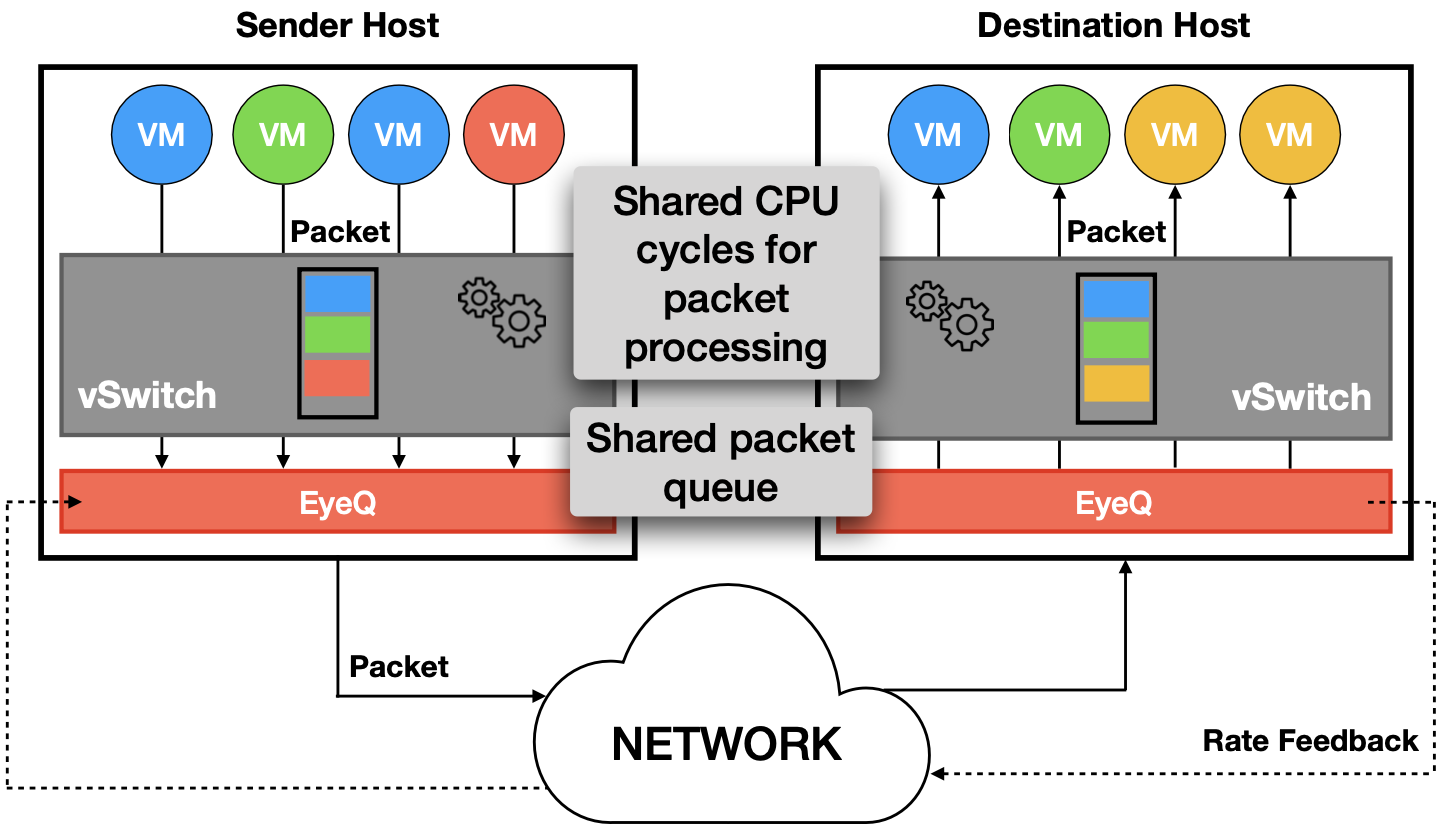 Sender Host
Destination Host
VM
VM
VM
VM
VM
VM
VM
VM
Packet
Packet
Shared CPU
cycles for
packet
processing
vSwitch
vSwitch
Shared packet
queue
EyeQ
EyeQ
Packet
NETWORK
Rate Feedback